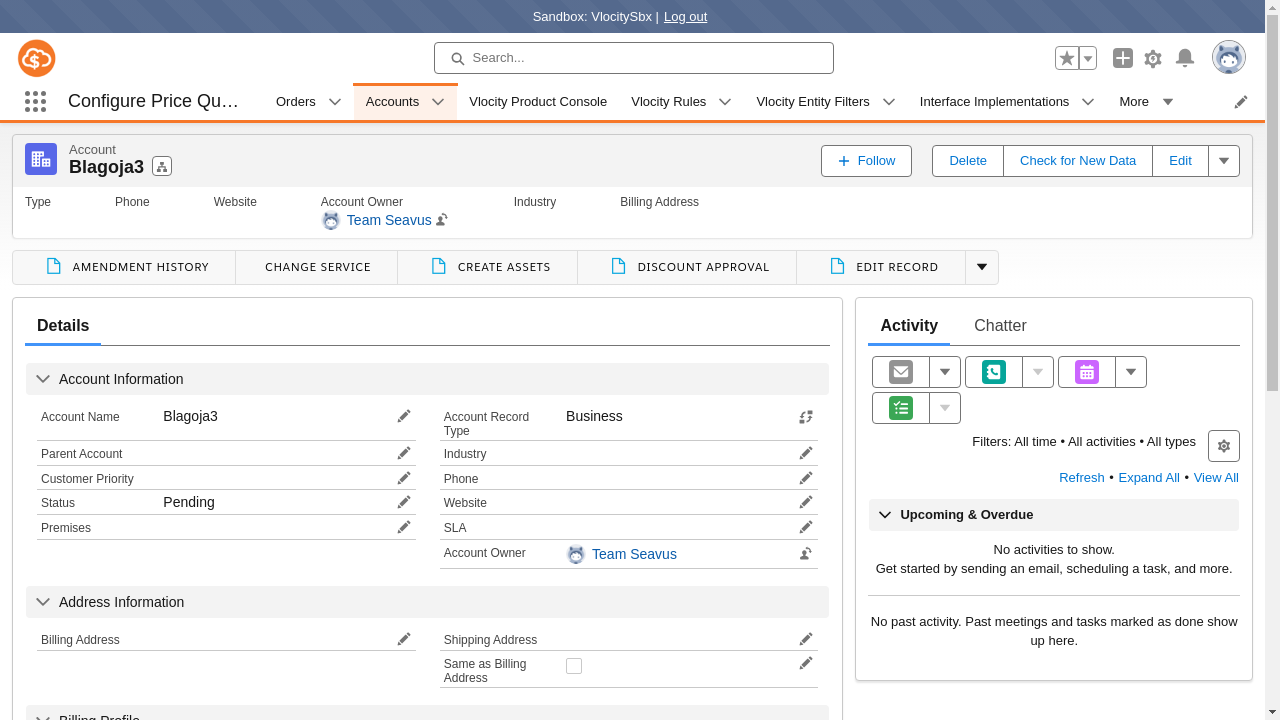 Sandbox: VlocitySbx | Log out
Search...
Configure Price Qu...
Orders
Accounts
Vlocity Product Console
Vlocity Rules
Vlocity Entity Filters
Interface Implementations
More
Account
Blagoja3
Follow
Delete
Check for New Data
Edit
Type
Phone
Website
Account Owner
Industry
Billing Address
Team Seavus
AMENDMENT HISTORY
CHANGE SERVICE
CREATE ASSETS
DISCOUNT APPROVAL
EDIT RECORD
Details
Account Information
Account Name
Blagoja3
Account Record
Type
Business
Parent Account
Industry
Customer Priority
Phone
Status
Pending
Website
Premises
SLA
Account Owner
Team Seavus
Address Information
Billing Address
Shipping Address
Same as Billing
Address
Billing Profile
Activity
Chatter
Filters: All time • All activities • All types
Refresh • Expand All • View All
Upcoming & Overdue
No activities to show.
Get started by sending an email, scheduling a task, and more.
No past activity. Past meetings and tasks marked as done show
up here.